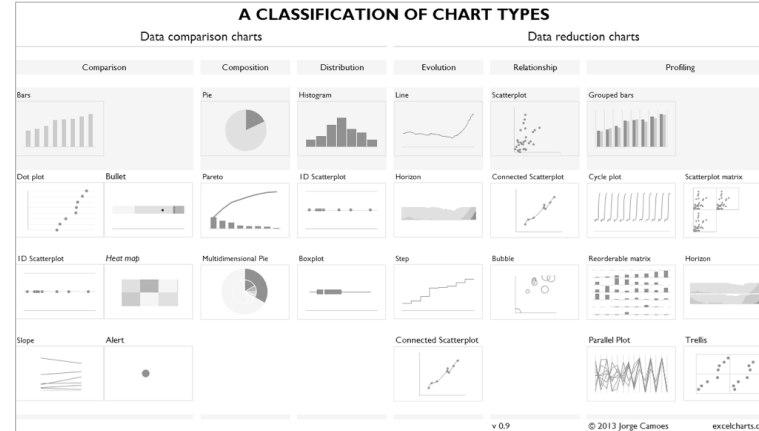 A CLASSIFICATION OF CHART TYPES
Data comparison charts Data reduction charts
Comparison Composition Distribution Evolution Relationship Profiling
Bars Pie Histogram Line Scatterplot Grouped bars
Dot plot Bullet Pareto 1D Scatterplot Horizon Connected Scatterplot Cycle plot Scatterplot matrix
1D Scatterplot Heat map Multidimensional Pie Boxplot Step Bubble Reorderable matrix Horizon
Slope Alert Connected Scatterplot Parallel Plot Trellis
v 0.9 © 2013 Jorge Camoes excelcharts.c